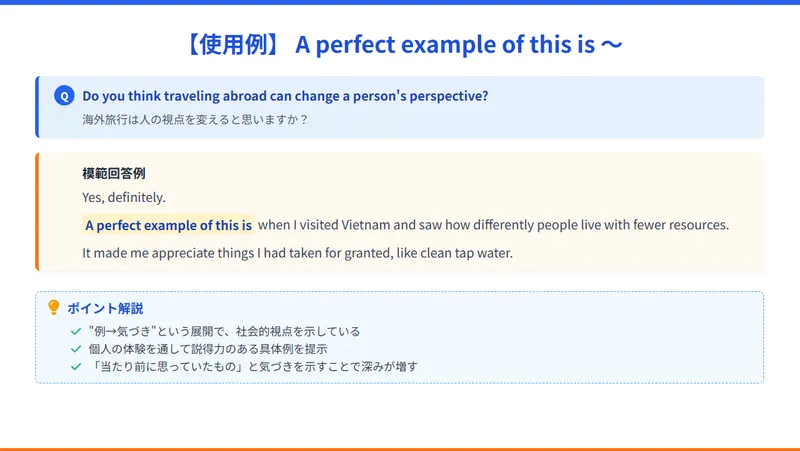 【使用例】 A perfect example of this is ～
Q Do you think traveling abroad can change a person's perspective?
海外旅行は人の視点を変えると思いますか？
模範回答例
Yes, definitely.
A perfect example of this is when I visited Vietnam and saw how differently people live with fewer resources.
It made me appreciate things I had taken for granted, like clean tap water.
ポイント解説
"例→気づき"という展開で、社会的視点を示している
個人の体験を通して説得力のある具体例を提示
「当たり前に思っていたもの」と気づきを示すことで深みが増す